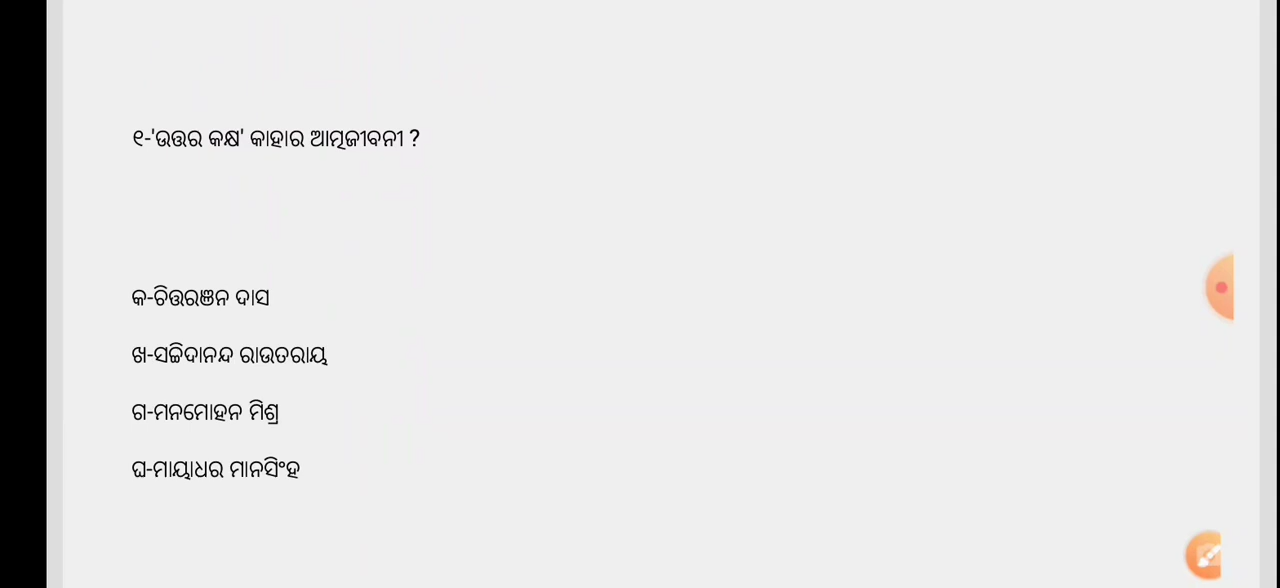 ୧-'ଉତ୍ତର କକ୍ଷ' କାହାର ଆତ୍ମଜୀବନୀ ?
କ-ଚିତ୍ତରଞ୍ଜନ ଦାସ
ଖ-ସଚ୍ଚିଦାନନ୍ଦ ରାଉତରାୟ
ଗ-ମନମୋହନ ମିଶ୍ର
ଘ-ମାୟାଧର ମାନସିଂହ